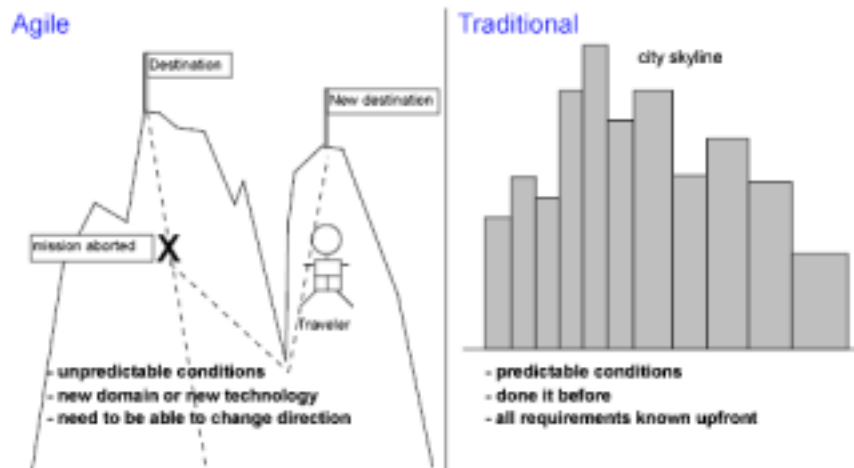 Agile
Destination
New destination
mission aborted
X
Traveler
- unpredictable conditions
- new domain or new technology
- need to be able to change direction
Traditional
city skyline
- predictable conditions
- done it before
- all requirements known upfront